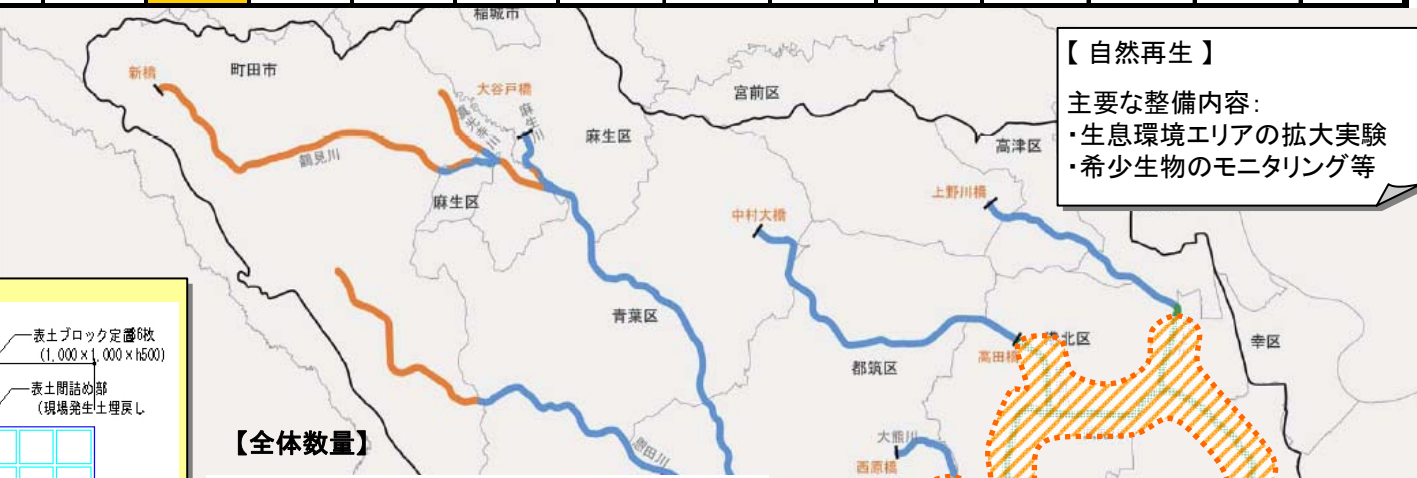 稲城市
【 自然再生 】
主要な整備内容:
・生息環境エリアの拡大実験
・希少生物のモニタリング等
新橋
町田市
大谷戸橋
真光寺川
麻生川
麻生区
宮前区
高津区
鶴見川
麻生区
上野川橋
中村大橋
青葉区
港北区
高田橋
幸区
都筑区
表土ブロック定置6枚
(1,000×1,000×h500)
表土間詰め部
(現場発生土埋戻し
【全体数量】
恩田川
大熊川
西原橋